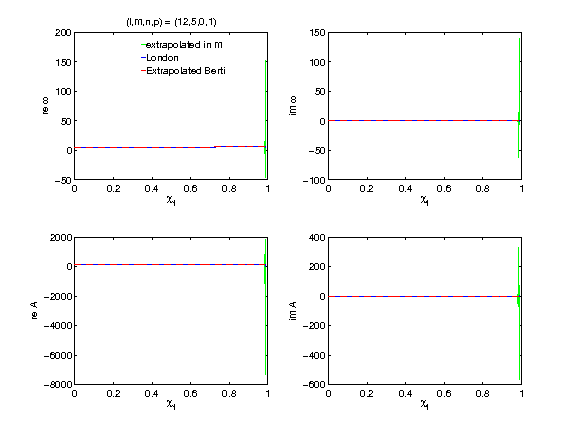 (l,m,n,p) = (12,5,0,1)
200
150
100
50
0
−50
re ω
0 0.2 0.4 0.6 0.8 1
χf
extrapolated in M
London
Extrapolated Berti
150
100
50
0
−50
−100
im ω
0 0.2 0.4 0.6 0.8 1
χf
2000
0
−2000
−4000
−6000
−8000
re A
0 0.2 0.4 0.6 0.8 1
χf
400
200
0
−200
−400
−600
im A
0 0.2 0.4 0.6 0.8 1
χf